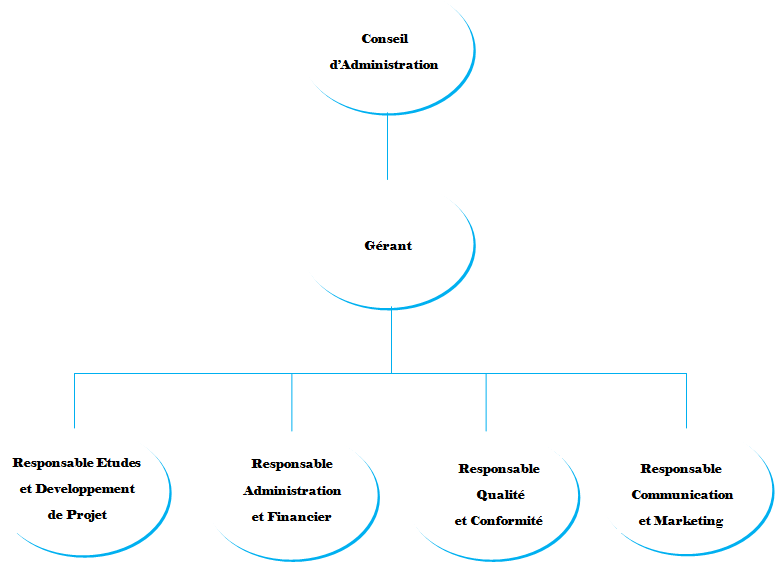 Conseil
d'Administration
Gérant
Responsable Etudes
et Developpement
de Projet
Responsable
Administration
et Financier
Responsable
Qualité
et Conformité
Responsable
Communication
et Marketing